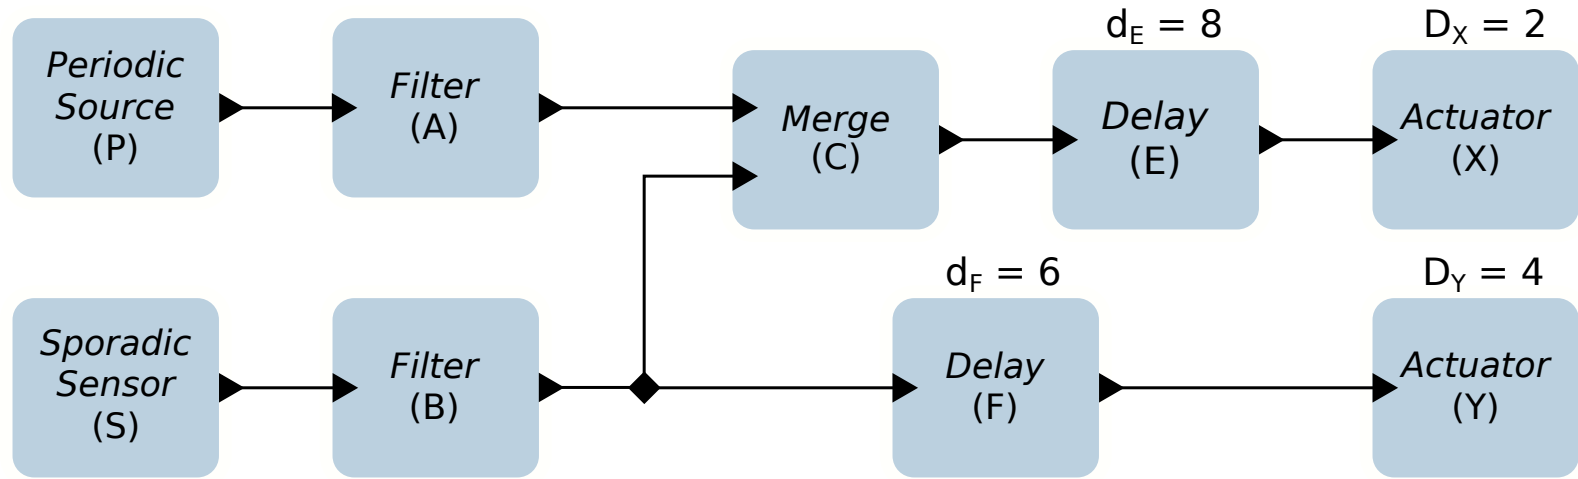 Periodic
Source
(P)
Filter
(A)
Merge
(C)
d_E = 8
Delay
(E)
D_X = 2
Actuator
(X)
Sporadic
Sensor
(S)
Filter
(B)
d_F = 6
Delay
(F)
D_Y = 4
Actuator
(Y)